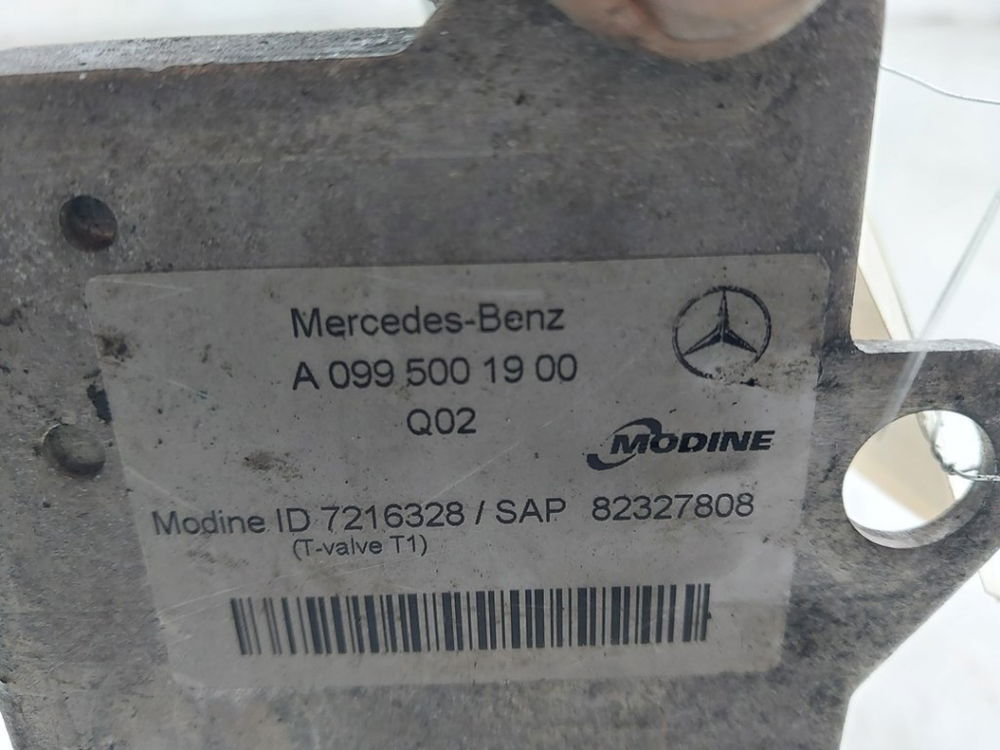 Mercedes-Benz
A 099 500 19 00
Q02
MODINE
Modine ID 7216328 / SAP 82327808
(T-valve T1)